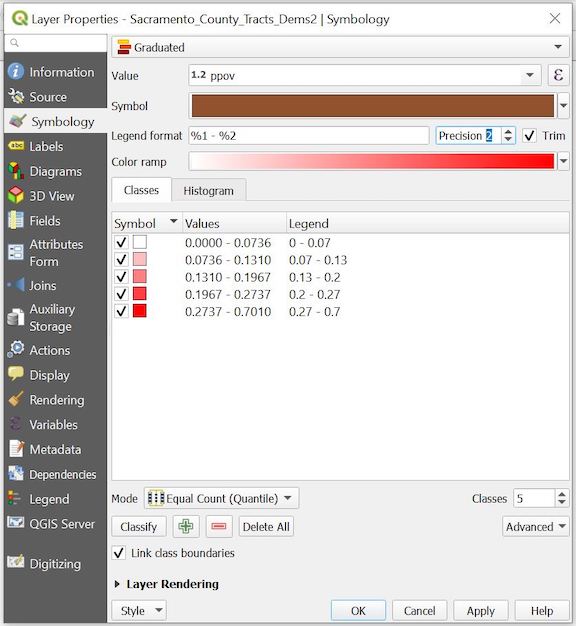 Layer Properties - Sacramento_County_Tracts_Dems2 | Symbology
Information
Source
Symbology
Labels
Diagrams
3D View
Fields
Attributes
Form
Joins
Auxiliary
Storage
Actions
Display
Rendering
Variables
Metadata
Dependencies
Legend
QGIS Server
Digitizing
Graduated
Value 1.2 ppov ε
Symbol
Legend format %1 - %2 Precision 2 Trim
Color ramp
Classes Histogram
Symbol Values Legend
0.0000 - 0.0736 0 - 0.07
0.0736 - 0.1310 0.07 - 0.13
0.1310 - 0.1967 0.13 - 0.2
0.1967 - 0.2737 0.2 - 0.27
0.2737 - 0.7010 0.27 - 0.7
Mode Equal Count (Quantile) Classes 5
Classify Delete All Advanced
Link class boundaries
Layer Rendering
Style OK Cancel Apply Help